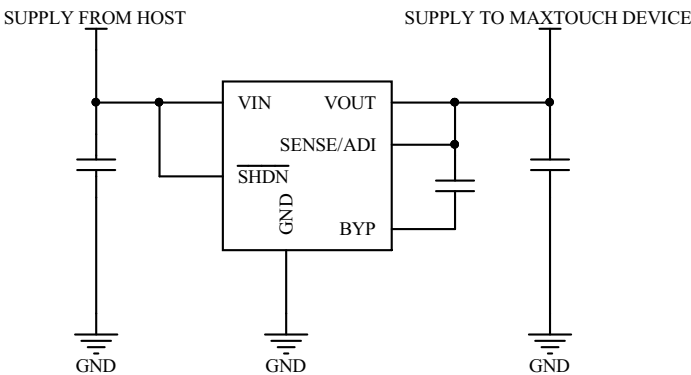 SUPPLY FROM HOST
SUPPLY TO MAXTOUCH DEVICE
VIN
VOUT
SENSE/ADI
SHDN
GND
BYP
GND
GND
GND